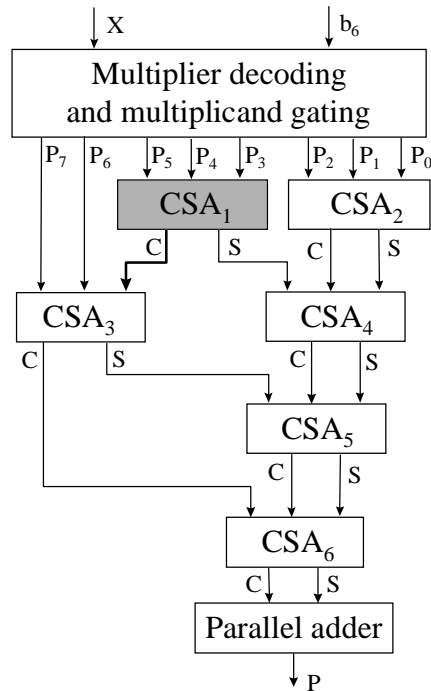 X b₆
Multiplier decoding
and multiplicand gating
P₇ P₆ P₅ P₄ P₃ P₂ P₁ P₀
CSA₁ CSA₂
C S C S
CSA₃ CSA₄
C S C S
CSA₅
C S
CSA₆
C S
Parallel adder
P